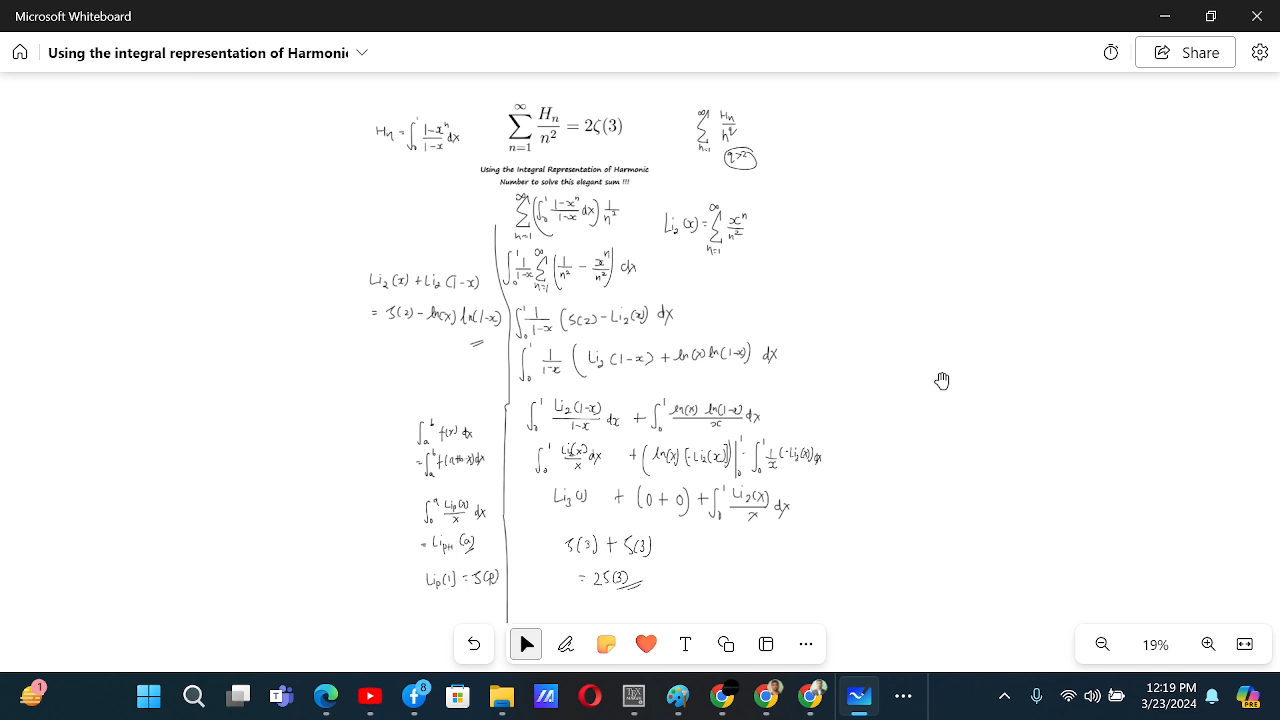 Microsoft Whiteboard
Using the integral representation of Harmoni
Share
H_n = ∫_0^1 (1-x^n)/(1-x) dx
∑_{n=1}^∞ H_n/n^2 = 2ζ(3)
∑_{n=1}^∞ H_n/n^q
q>2
Using the Integral Representation of Harmonic
Number to solve this elegant sum !!!
∑_{n=1}^∞ (∫_0^1 (1-x^n)/(1-x) dx) 1/n^2
Li_2(x) = ∑_{n=1}^∞ x^n/n^2
∫_0^1 1/(1-x) ∑_{n=1}^∞ (1/n^2 - x^n/n^2) dx
Li_2(x) + Li_2(1-x)
= ζ(2) - ln(x) ln(1-x)
∫_0^1 1/(1-x) (ζ(2) - Li_2(x)) dx
∫_0^1 1/(1-x) (Li_2(1-x) + ln(x) ln(1-x)) dx
∫_0^1 Li_2(1-x)/(1-x) dx + ∫_0^1 ln(x) ln(1-x)/x dx
∫_a^b f(x) dx
= ∫_a^b f(a+b-x) dx
∫_0^1 Li_2(x)/x dx + (ln(x) (-Li_2(x))|_0^1 - ∫_0^1 1/x (-Li_2(x)) dx
Li_3(1) + (0+0) + ∫_0^1 Li_2(x)/x dx
∫_0^a Li_p(x)/x dx
= Li_{p+1}(a)
ζ(3) + ζ(3)
Li_p(1) = ζ(p)
= 2ζ(3)
19%
1
8
5:19 PM
3/23/2024
PRE